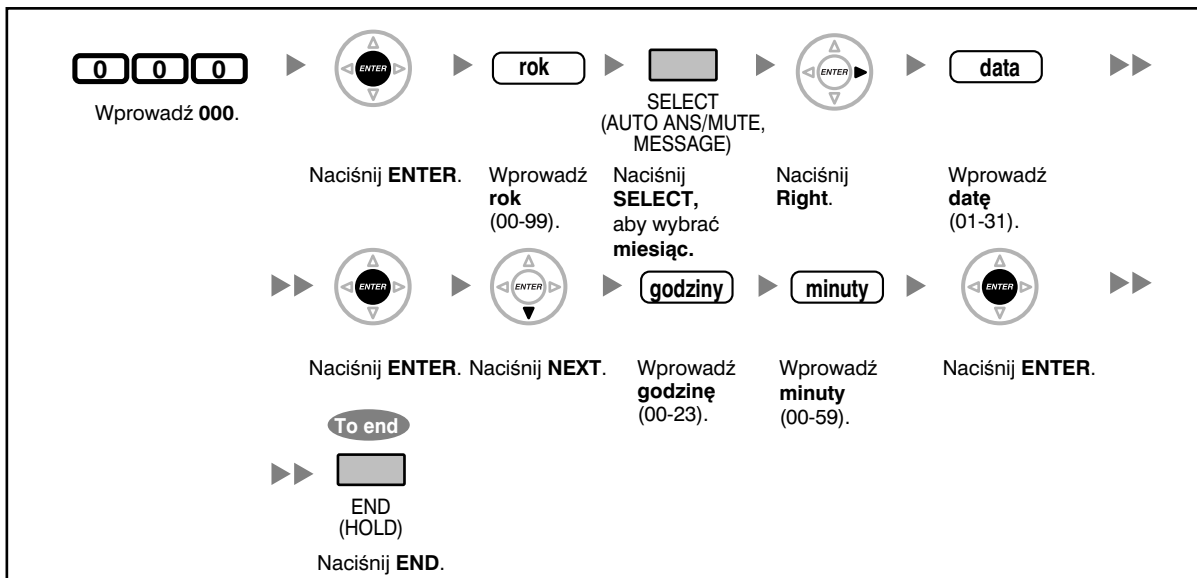 0 0 0
Wprowadź 000.
ENTER
rok
SELECT
(AUTO ANS/MUTE,
MESSAGE)
ENTER
data
Naciśnij ENTER.
Wprowadź
rok
(00-99).
Naciśnij
SELECT,
aby wybrać
miesiąc.
Naciśnij
Right.
Wprowadź
datę
(01-31).
ENTER
ENTER
godziny
minuty
ENTER
Naciśnij ENTER.
Naciśnij NEXT.
Wprowadź
godzinę
(00-23).
Wprowadź
minuty
(00-59).
Naciśnij ENTER.
To end
END
(HOLD)
Naciśnij END.